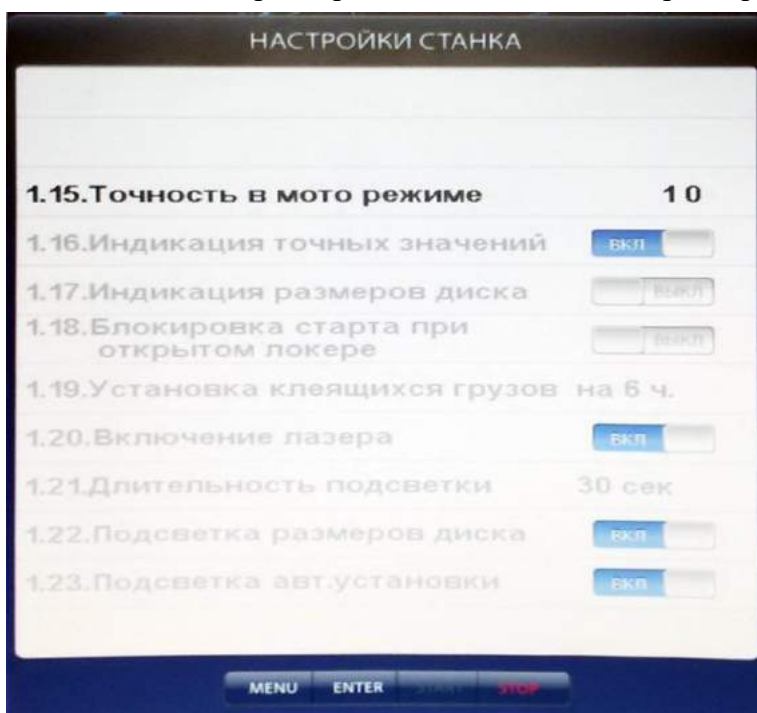 НАСТРОЙКИ СТАНКА
1.15.Точность в мото режиме 10
1.16.Индикация точных значений ВКЛ
1.17.Индикация размеров диска ВЫКЛ
1.18.Блокировка старта при
открытом локере ВЫКЛ
1.19.Установка клеящихся грузов на 6 ч.
1.20.Включение лазера ВКЛ
1.21.Длительность подсветки 30 сек
1.22.Подсветка размеров диска ВКЛ
1.23.Подсветка авт.установки ВКЛ
MENU ENTER START STOP